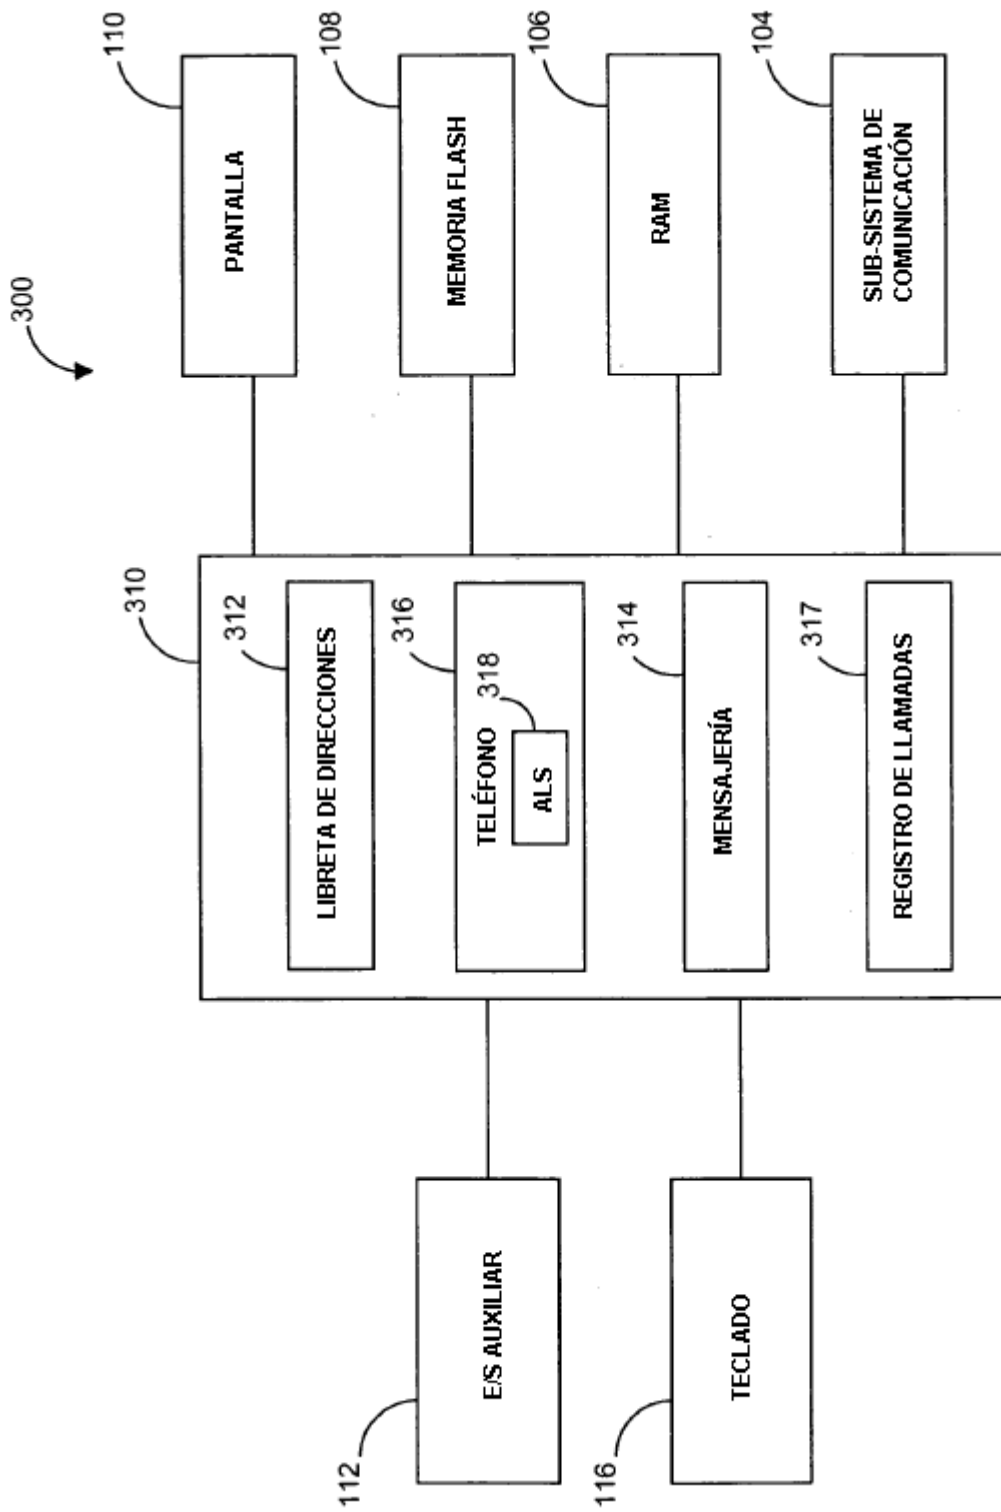 300
110
PANTALLA
108
MEMORIA FLASH
106
RAM
104
SUB-SISTEMA DE
COMUNICACIÓN
310
312
LIBRETA DE DIRECCIONES
316
TELÉFONO
318
ALS
314
MENSAJERÍA
317
REGISTRO DE LLAMADAS
112
E/S AUXILIAR
116
TECLADO